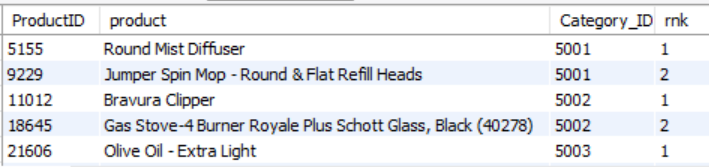 ProductID product Category_ID rnk
5155 Round Mist Diffuser 5001 1
9229 Jumper Spin Mop - Round & Flat Refill Heads 5001 2
11012 Bravura Clipper 5002 1
18645 Gas Stove-4 Burner Royale Plus Schott Glass, Black (40278) 5002 2
21606 Olive Oil - Extra Light 5003 1